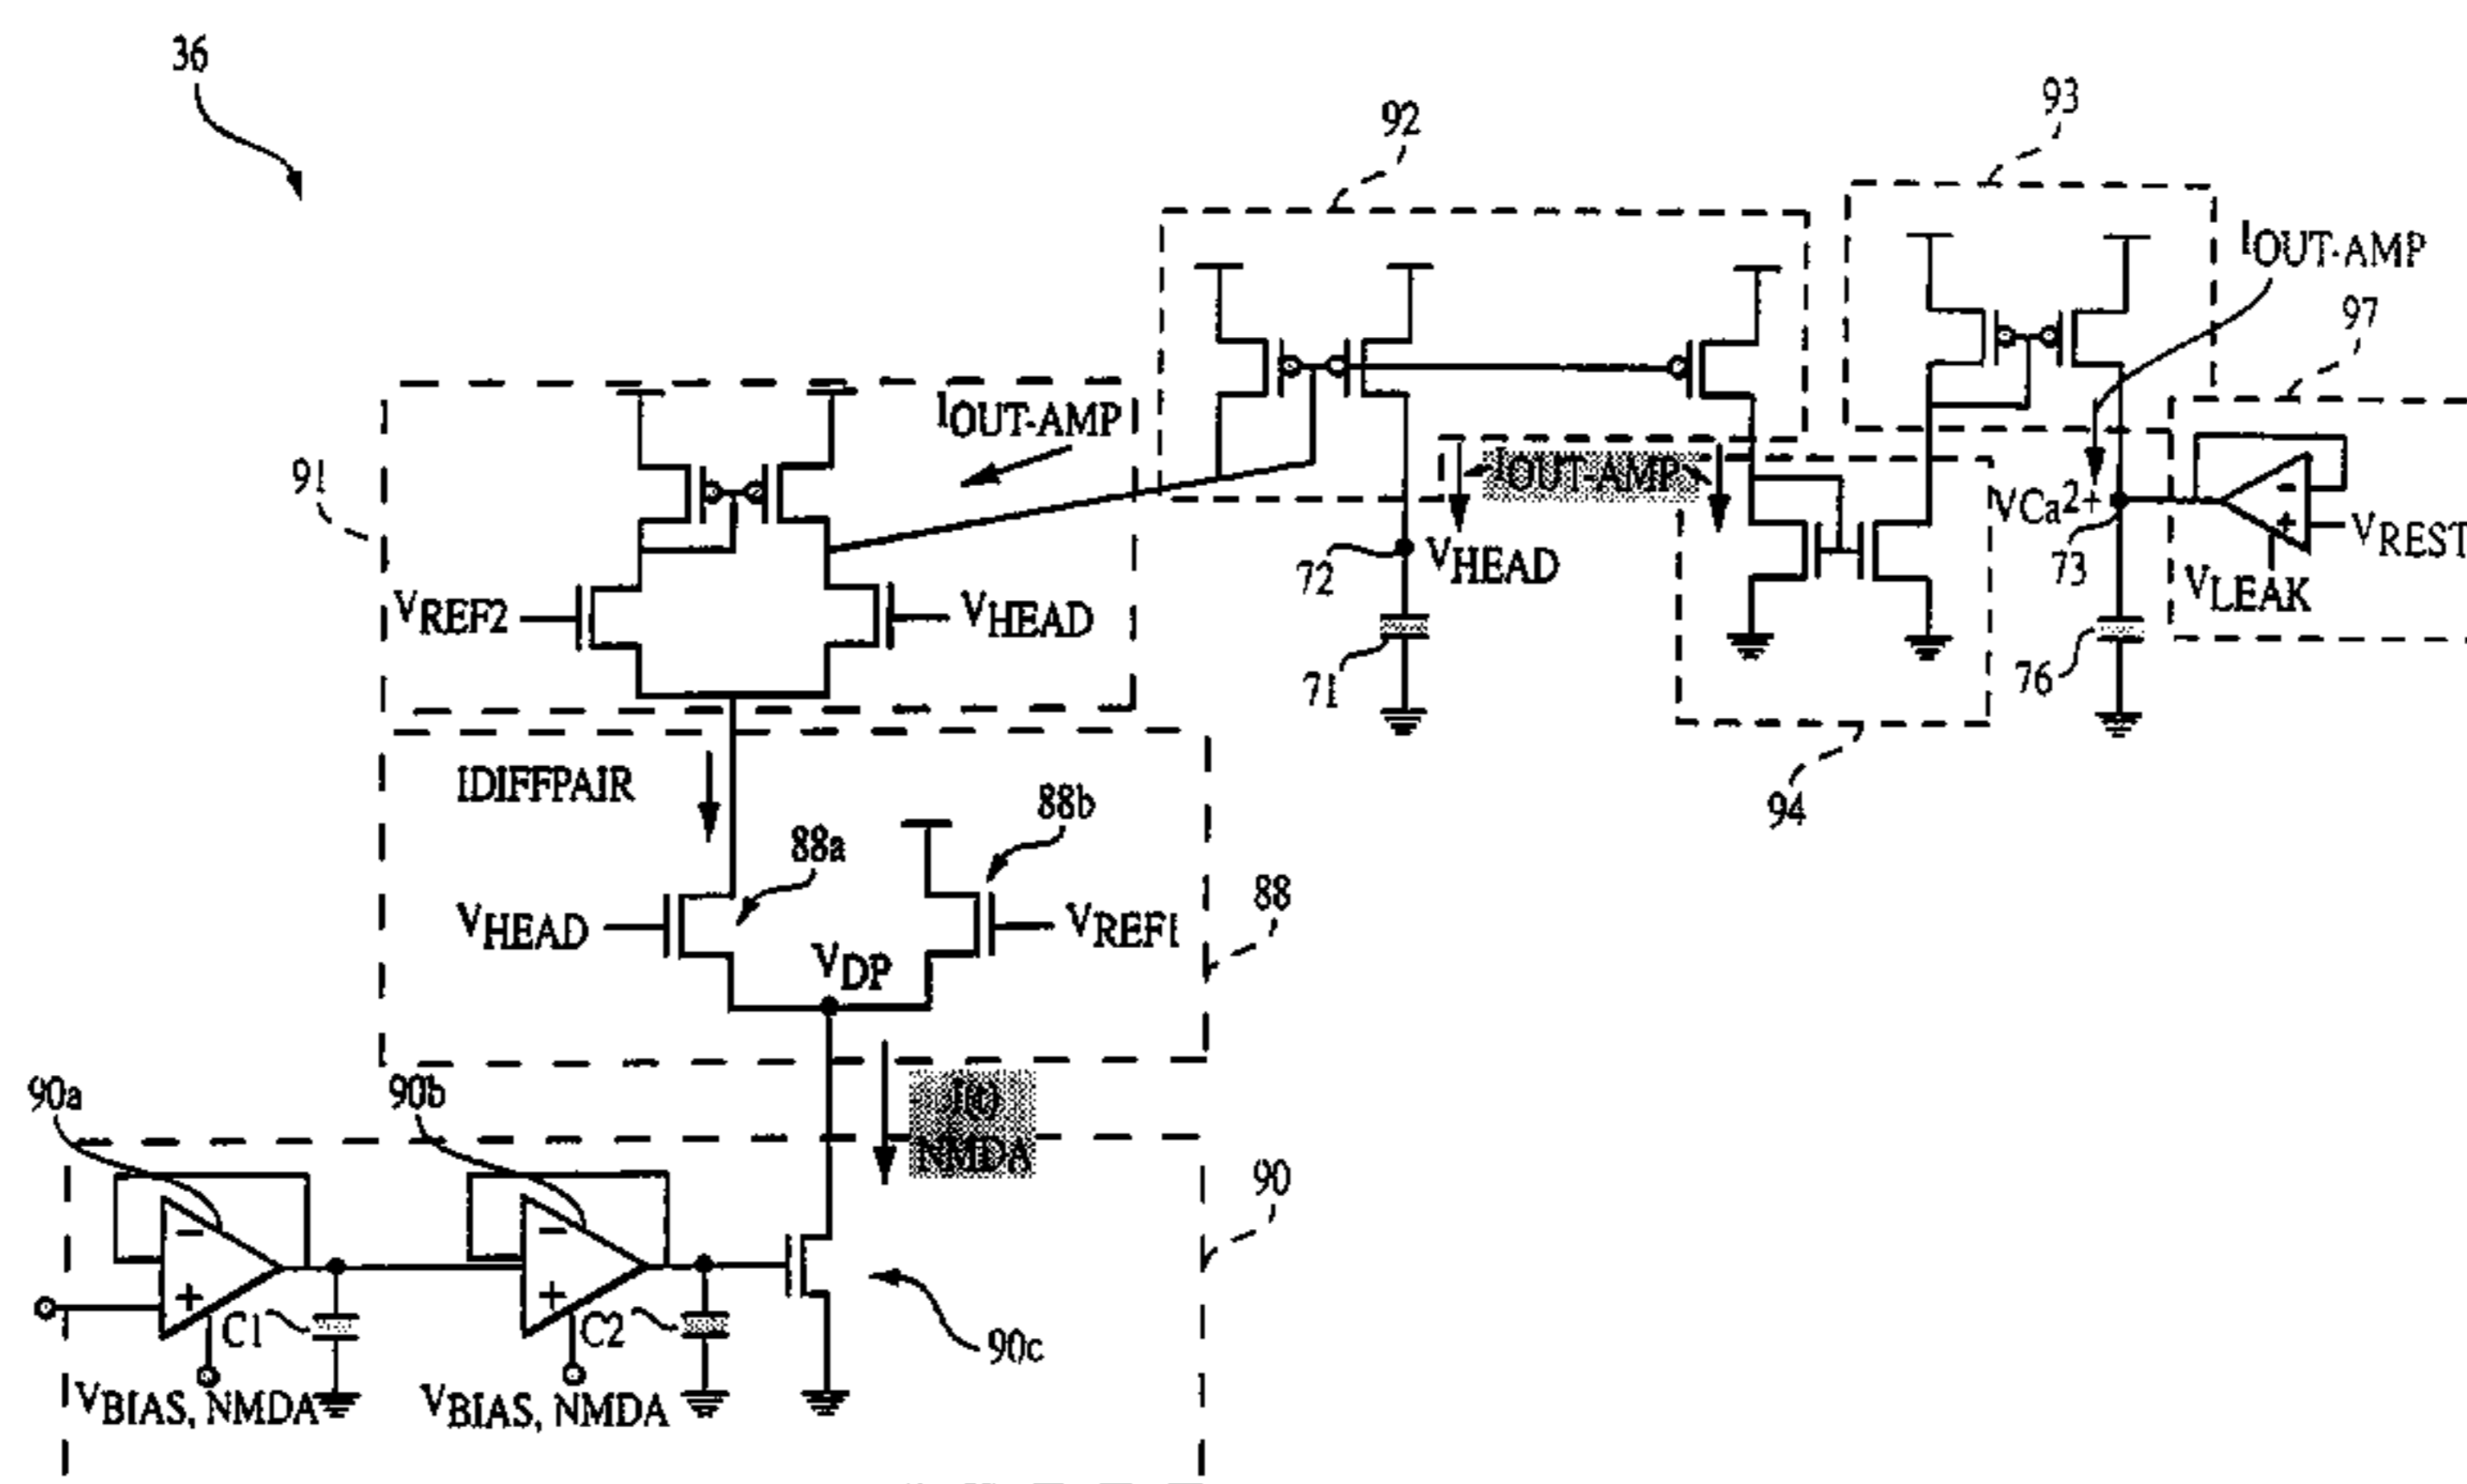 36
92
93
IOUT-AMP
97
91
IOUT-AMP
IOUT-AMP
VREF2
VHEAD
72
VHEAD
71
VCa2+
73
VREST
VLEAK
76
94
IDIFFPAIR
88a
88b
VHEAD
VREF1
88
VDP
90a
90b
I(t)
NMDA
90
C1
C2
90c
VBIAS, NMDA
VBIAS, NMDA